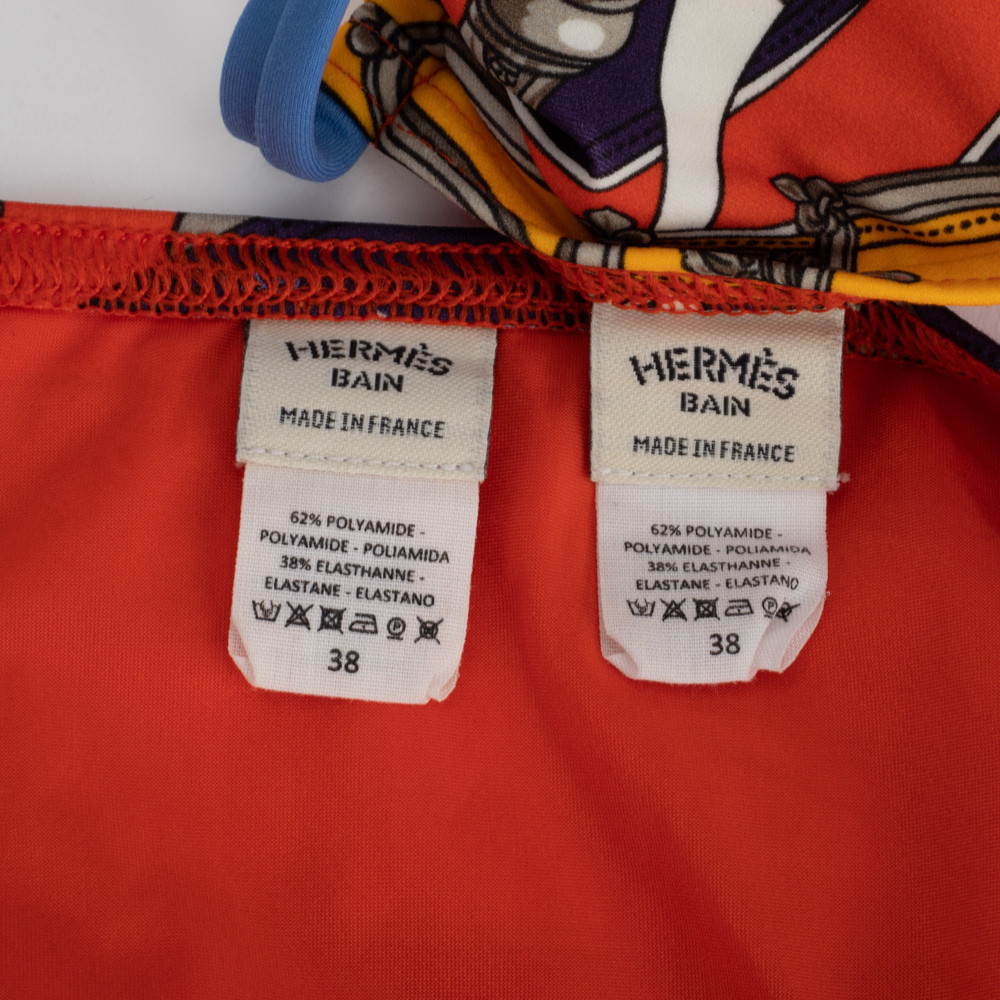 HERMÈS
BAIN
MADE IN FRANCE
62% POLYAMIDE -
POLYAMIDE - POLIAMIDA
38% ELASTHANNE -
ELASTANE - ELASTANO
38
HERMÈS
BAIN
MADE IN FRANCE
62% POLYAMIDE -
POLYAMIDE - POLIAMIDA
38% ELASTHANNE -
ELASTANE - ELASTANO
38